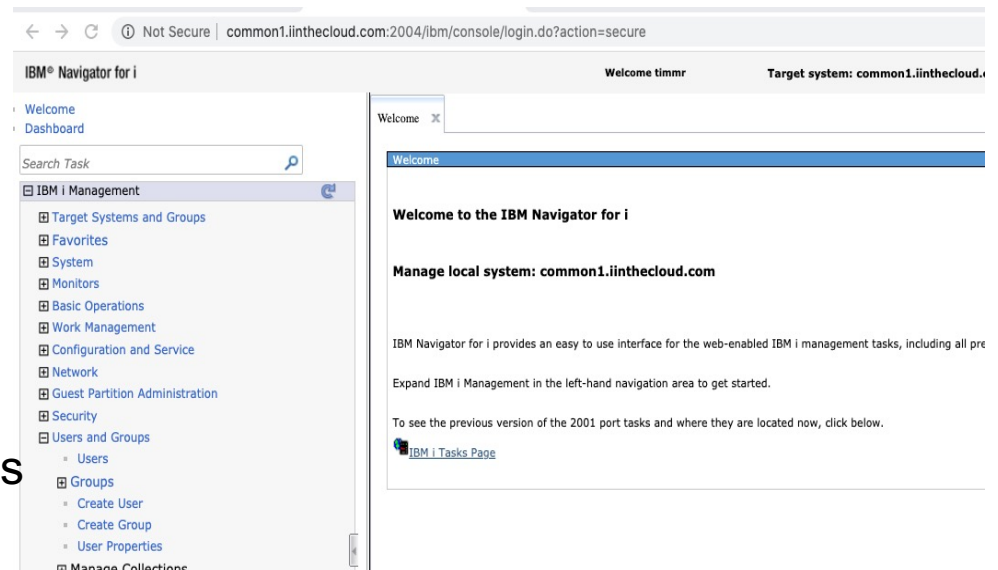 Not Secure | common1.iinthecloud.com:2004/ibm/console/login.do?action=secure
IBM® Navigator for i
Welcome timmr
Target system: common1.iinthecloud.
Welcome
Dashboard
Search Task
IBM i Management
Target Systems and Groups
Favorites
System
Monitors
Basic Operations
Work Management
Configuration and Service
Network
Guest Partition Administration
Security
Users and Groups
Users
Groups
Create User
Create Group
User Properties
Manage Collections
s
Welcome X
Welcome
Welcome to the IBM Navigator for i
Manage local system: common1.iinthecloud.com
IBM Navigator for i provides an easy to use interface for the web-enabled IBM i management tasks, including all pre
Expand IBM i Management in the left-hand navigation area to get started.
To see the previous version of the 2001 port tasks and where they are located now, click below.
IBM i Tasks Page